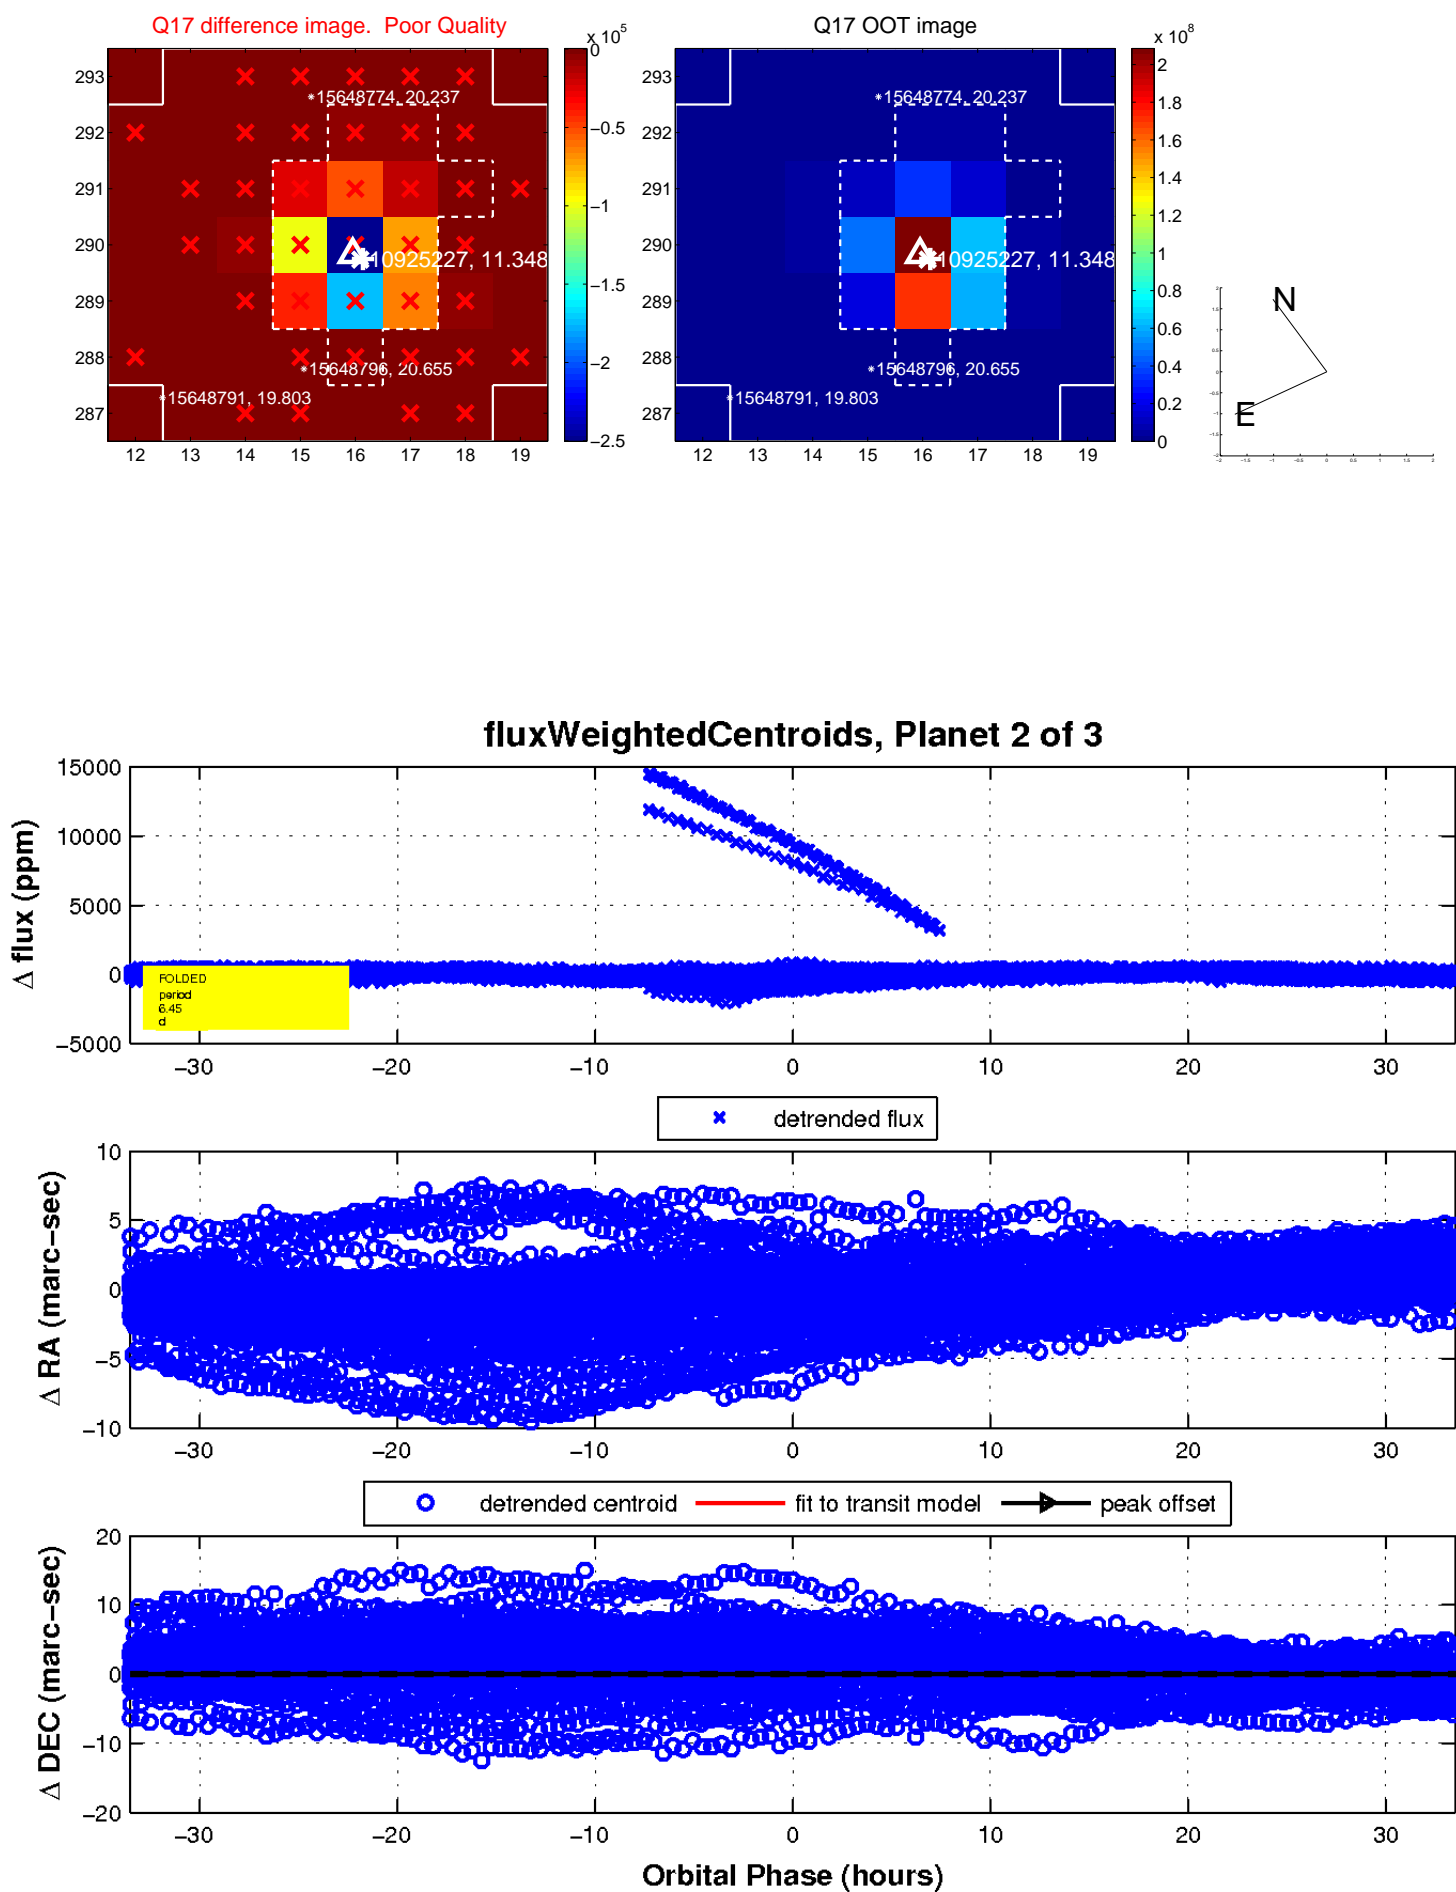 Q17 difference image. Poor Quality
Q17 OOT image
x 10^5
x 10^8
293
292
291
290
289
288
287
12 13 14 15 16 17 18 19
15648774, 20.237
10925227, 11.348
15648796, 20.655
15648791, 19.803
0
−0.5
−1
−1.5
−2
−2.5
293
292
291
290
289
288
287
12 13 14 15 16 17 18 19
15648774, 20.237
10925227, 11.348
15648796, 20.655
15648791, 19.803
2
1.8
1.6
1.4
1.2
1
0.8
0.6
0.4
0.2
0
N
E
fluxWeightedCentroids, Planet 2 of 3
Δ flux (ppm)
15000
10000
5000
0
−5000
FOLDED
period
6.45
d
−30 −20 −10 0 10 20 30
detrended flux
Δ RA (marc−sec)
10
5
0
−5
−10
−30 −20 −10 0 10 20 30
detrended centroid fit to transit model peak offset
Δ DEC (marc−sec)
20
10
0
−10
−20
−30 −20 −10 0 10 20 30
Orbital Phase (hours)